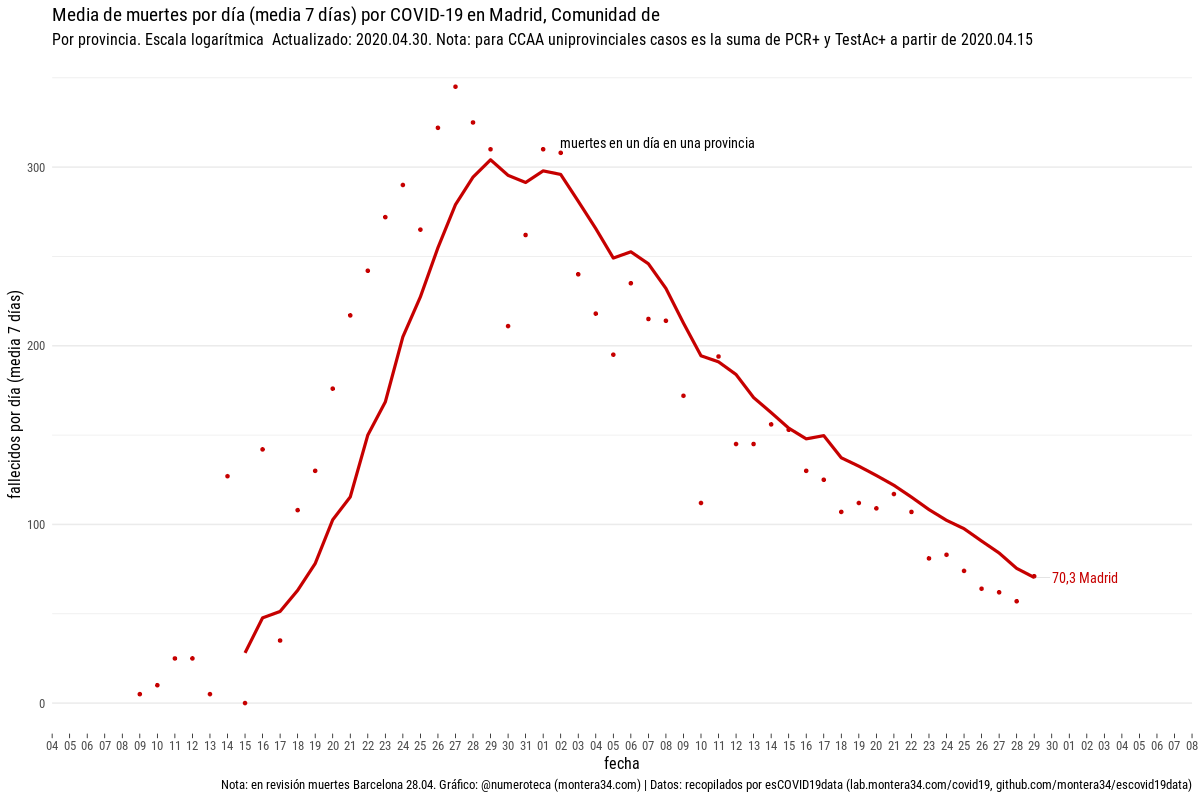 Media de muertes por día (media 7 días) por COVID-19 en Madrid, Comunidad de
Por provincia. Escala logarítmica  Actualizado: 2020.04.30. Nota: para CCAA uniprovinciales casos es la suma de PCR+ y TestAc+ a partir de 2020.04.15
muertes en un día en una provincia
300
200
100
0
fallecidos por día (media 7 días)
70,3 Madrid
04 05 06 07 08 09 10 11 12 13 14 15 16 17 18 19 20 21 22 23 24 25 26 27 28 29 30 31 01 02 03 04 05 06 07 08 09 10 11 12 13 14 15 16 17 18 19 20 21 22 23 24 25 26 27 28 29 30 01 02 03 04 05 06 07 08
fecha
Nota: en revisión muertes Barcelona 28.04. Gráfico: @numeroteca (montera34.com) | Datos: recopilados por esCOVID19data (lab.montera34.com/covid19, github.com/montera34/escovid19data)